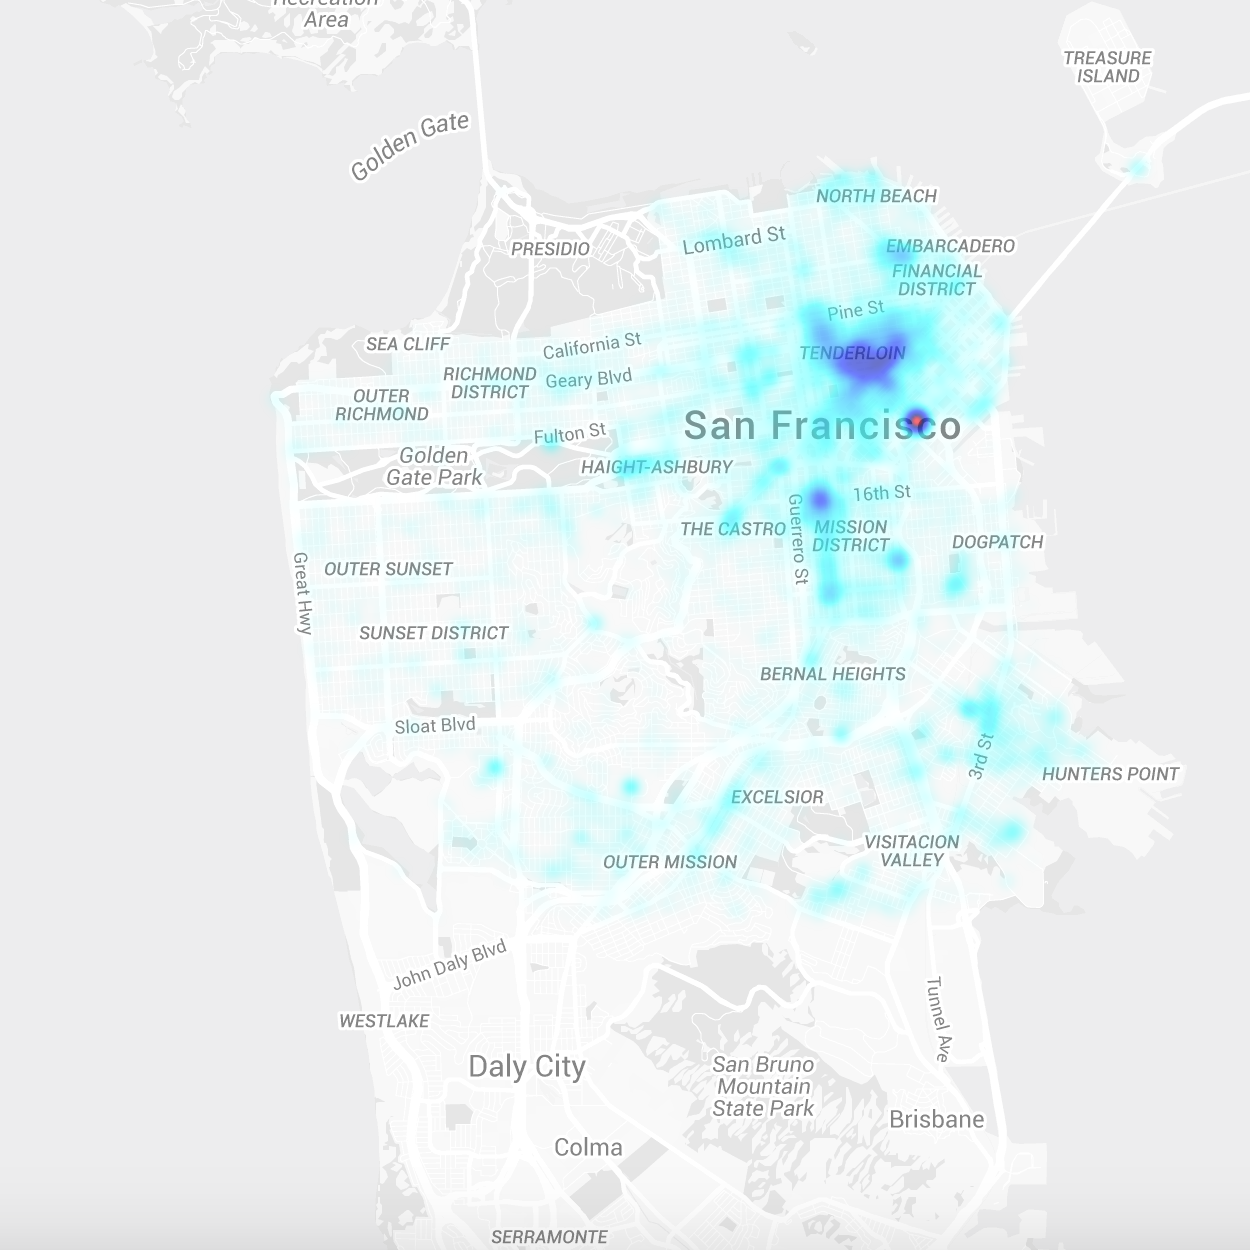 Recreation
Area
TREASURE
ISLAND
Golden Gate
NORTH BEACH
Lombard St
EMBARCADERO
PRESIDIO
FINANCIAL
DISTRICT
Pine St
SEA CLIFF
California St
TENDERLOIN
RICHMOND
DISTRICT
Geary Blvd
OUTER
RICHMOND
San Francisco
Fulton St
Golden
Gate Park
HAIGHT-ASHBURY
16th St
Guerrero St
THE CASTRO
MISSION
DISTRICT
DOGPATCH
Great Hwy
OUTER SUNSET
SUNSET DISTRICT
BERNAL HEIGHTS
Sloat Blvd
3rd St
HUNTERS POINT
EXCELSIOR
VISITACION
VALLEY
OUTER MISSION
John Daly Blvd
Tunnel Ave
WESTLAKE
Daly City
San Bruno
Mountain
State Park
Brisbane
Colma
SERRAMONTE